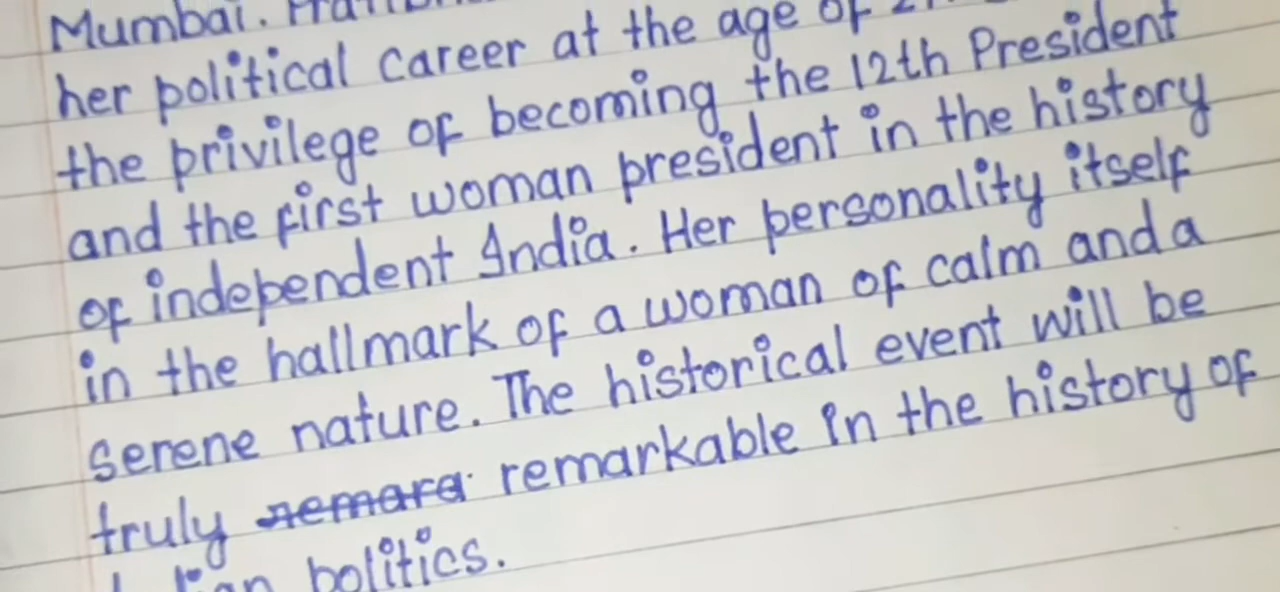 Mumbai.
her political career at the age of
the privilege of becoming the 12th President
and the first woman president in the history
of independent India. Her personality itself
in the hallmark of a woman of calm and a
serene nature. The historical event will be
truly remarkable in the history of
politics.